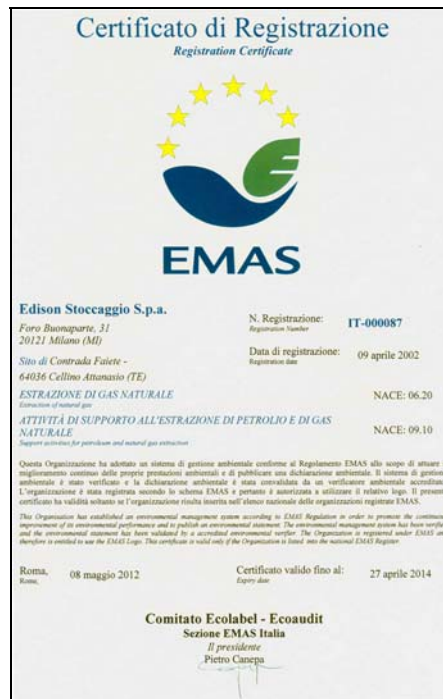 Certificato di Registrazione
Registration Certificate
EMAS
Edison Stoccaggio S.p.a.
Foro Buonaparte, 31
20121 Milano (MI)
Sito di Contrada Faiete -
64036 Cellino Attanasio (TE)
N. Registrazione: IT-000087
Registration Number
Data di registrazione: 09 aprile 2002
Registration date
ESTRAZIONE DI GAS NATURALE NACE: 06.20
Extraction of natural gas
ATTIVITÀ DI SUPPORTO ALL'ESTRAZIONE DI PETROLIO E DI GAS
NATURALE NACE: 09.10
Support activities for petroleum and natural gas extraction
Questa Organizzazione ha adottato un sistema di gestione ambientale conforme al Regolamento EMAS allo scopo di attuare il
miglioramento continuo delle proprie prestazioni ambientali e di pubblicare una dichiarazione ambientale. Il sistema di gestione
ambientale è stato verificato e la dichiarazione ambientale è stata convalidata da un verificatore ambientale accreditato.
L'organizzazione è stata registrata secondo lo schema EMAS e pertanto è autorizzata a utilizzare il relativo logo. Il presente
certificato ha validità soltanto se l'organizzazione risulta inserita nell'elenco nazionale delle organizzazioni registrate EMAS.
This Organisation has established an environmental management system according to EMAS Regulation in order to promote the continuous
improvement of its environmental performance and to publish an environmental statement. The environmental management system has been verified
and the environmental statement has been validated by a accredited environmental verifier. The Organization is registered under EMAS and
therefore is entitled to use the EMAS Logo. This certificate is valid only if the Organization is listed into the national EMAS Register.
Roma, 08 maggio 2012
Rome,
Certificato valido fino al: 27 aprile 2014
Expiry date
Comitato Ecolabel - Ecoaudit
Sezione EMAS Italia
Il presidente
Pietro Canepa